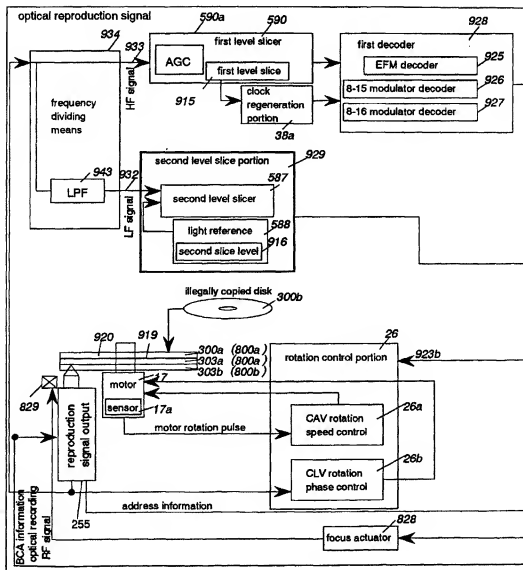 optical reproduction signal
934
933
590a
590
928
first level slicer
AGC
first level slice
915
clock
regeneration
portion
38a
first decoder
925
EFM decoder
926
8-15 modulator decoder
927
8-16 modulator decoder
frequency
dividing
means
HF signal
943
LPF
932
LF signal
929
second level slice portion
587
second level slicer
588
light reference
916
second slice level
illegally copied disk
300b
920
919
300a (800a)
303a (800a)
303b (800b)
829
motor
17
sensor
17a
motor rotation pulse
26
rotation control portion
923b
26a
CAV rotation
speed control
26b
CLV rotation
phase control
reproduction
signal output
255
address information
828
focus actuator
BCA information
optical recording
RF signal